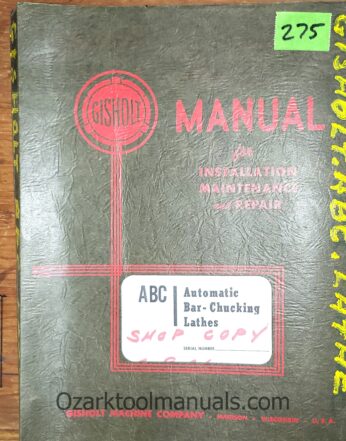 275
GISHOLT
MANUAL
for
INSTALLATION
MAINTENANCE
and REPAIR
ABC
Automatic
Bar-Chucking
Lathes
SHOP COPY
SERIAL NUMBER
Ozarktoolmanuals.com
GISHOLT MACHINE COMPANY · MADISON · WISCONSIN · U.S.A.
GISHOLT. ABC. LATHE
GISHOLT